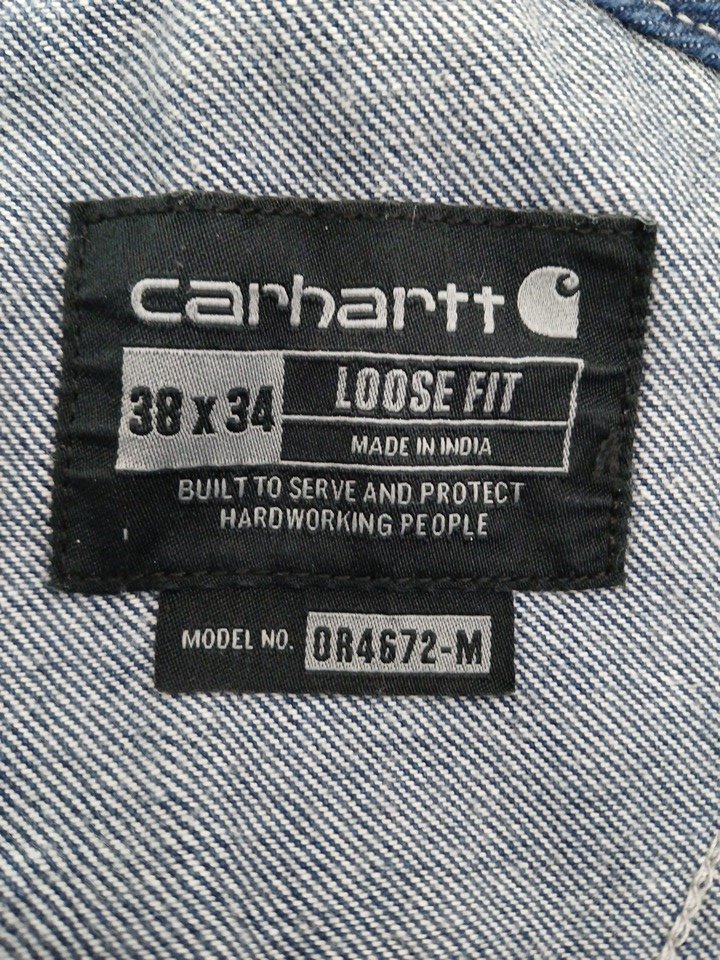 carhartt
38 x 34
LOOSE FIT
MADE IN INDIA
BUILT TO SERVE AND PROTECT
HARDWORKING PEOPLE
MODEL NO. OR4672-M